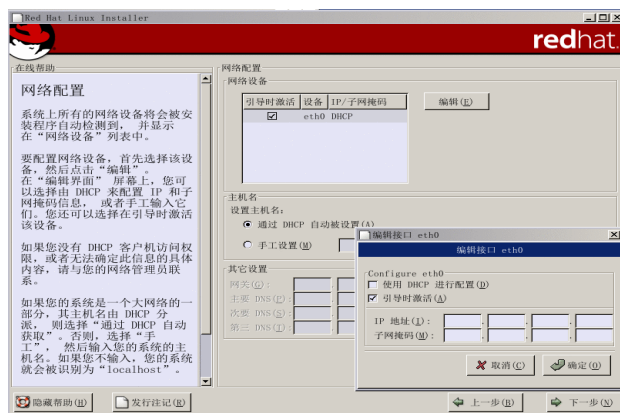 Red Hat Linux Installer
redhat.
在线帮助
网络配置
系统上所有的网络设备将会被安
装程序自动检测到， 并显示
在“网络设备”列表中。
要配置网络设备，首先选择该设
备，然后点击“编辑”。
在“编辑界面” 屏幕上，您可
以选择由 DHCP 来配置 IP 和子
网掩码信息， 或者手工输入它
们。您还可以选择在引导时激活
该设备。
如果您没有 DHCP 客户机访问权
限，或者无法确定此信息的具体
内容，请与您的网络管理员联
系。
如果您的系统是一个大网络的一
部分，其主机名由 DHCP 分
派， 则选择“通过 DHCP 自动
获取”。否则，选择“手
工”， 然后输入您的系统的主
机名。如果您不输入，您的系统
就会被识别为“localhost”。
网络配置
网络设备
引导时激活 设备 IP/子网掩码
eth0 DHCP
编辑(E)
主机名
设置主机名：
通过 DHCP 自动被设置(A)
手工设置(M)
其它设置
网关(G)：
主要 DNS(P)：
次要 DNS(S)：
第三 DNS(T)：
编辑接口 eth0
编辑接口 eth0
Configure eth0
使用 DHCP 进行配置(D)
引导时激活(A)
IP 地址(I)：
子网掩码(M)：
取消(C)
确定(O)
隐藏帮助(H)
发行注记(R)
上一步(B)
下一步(N)